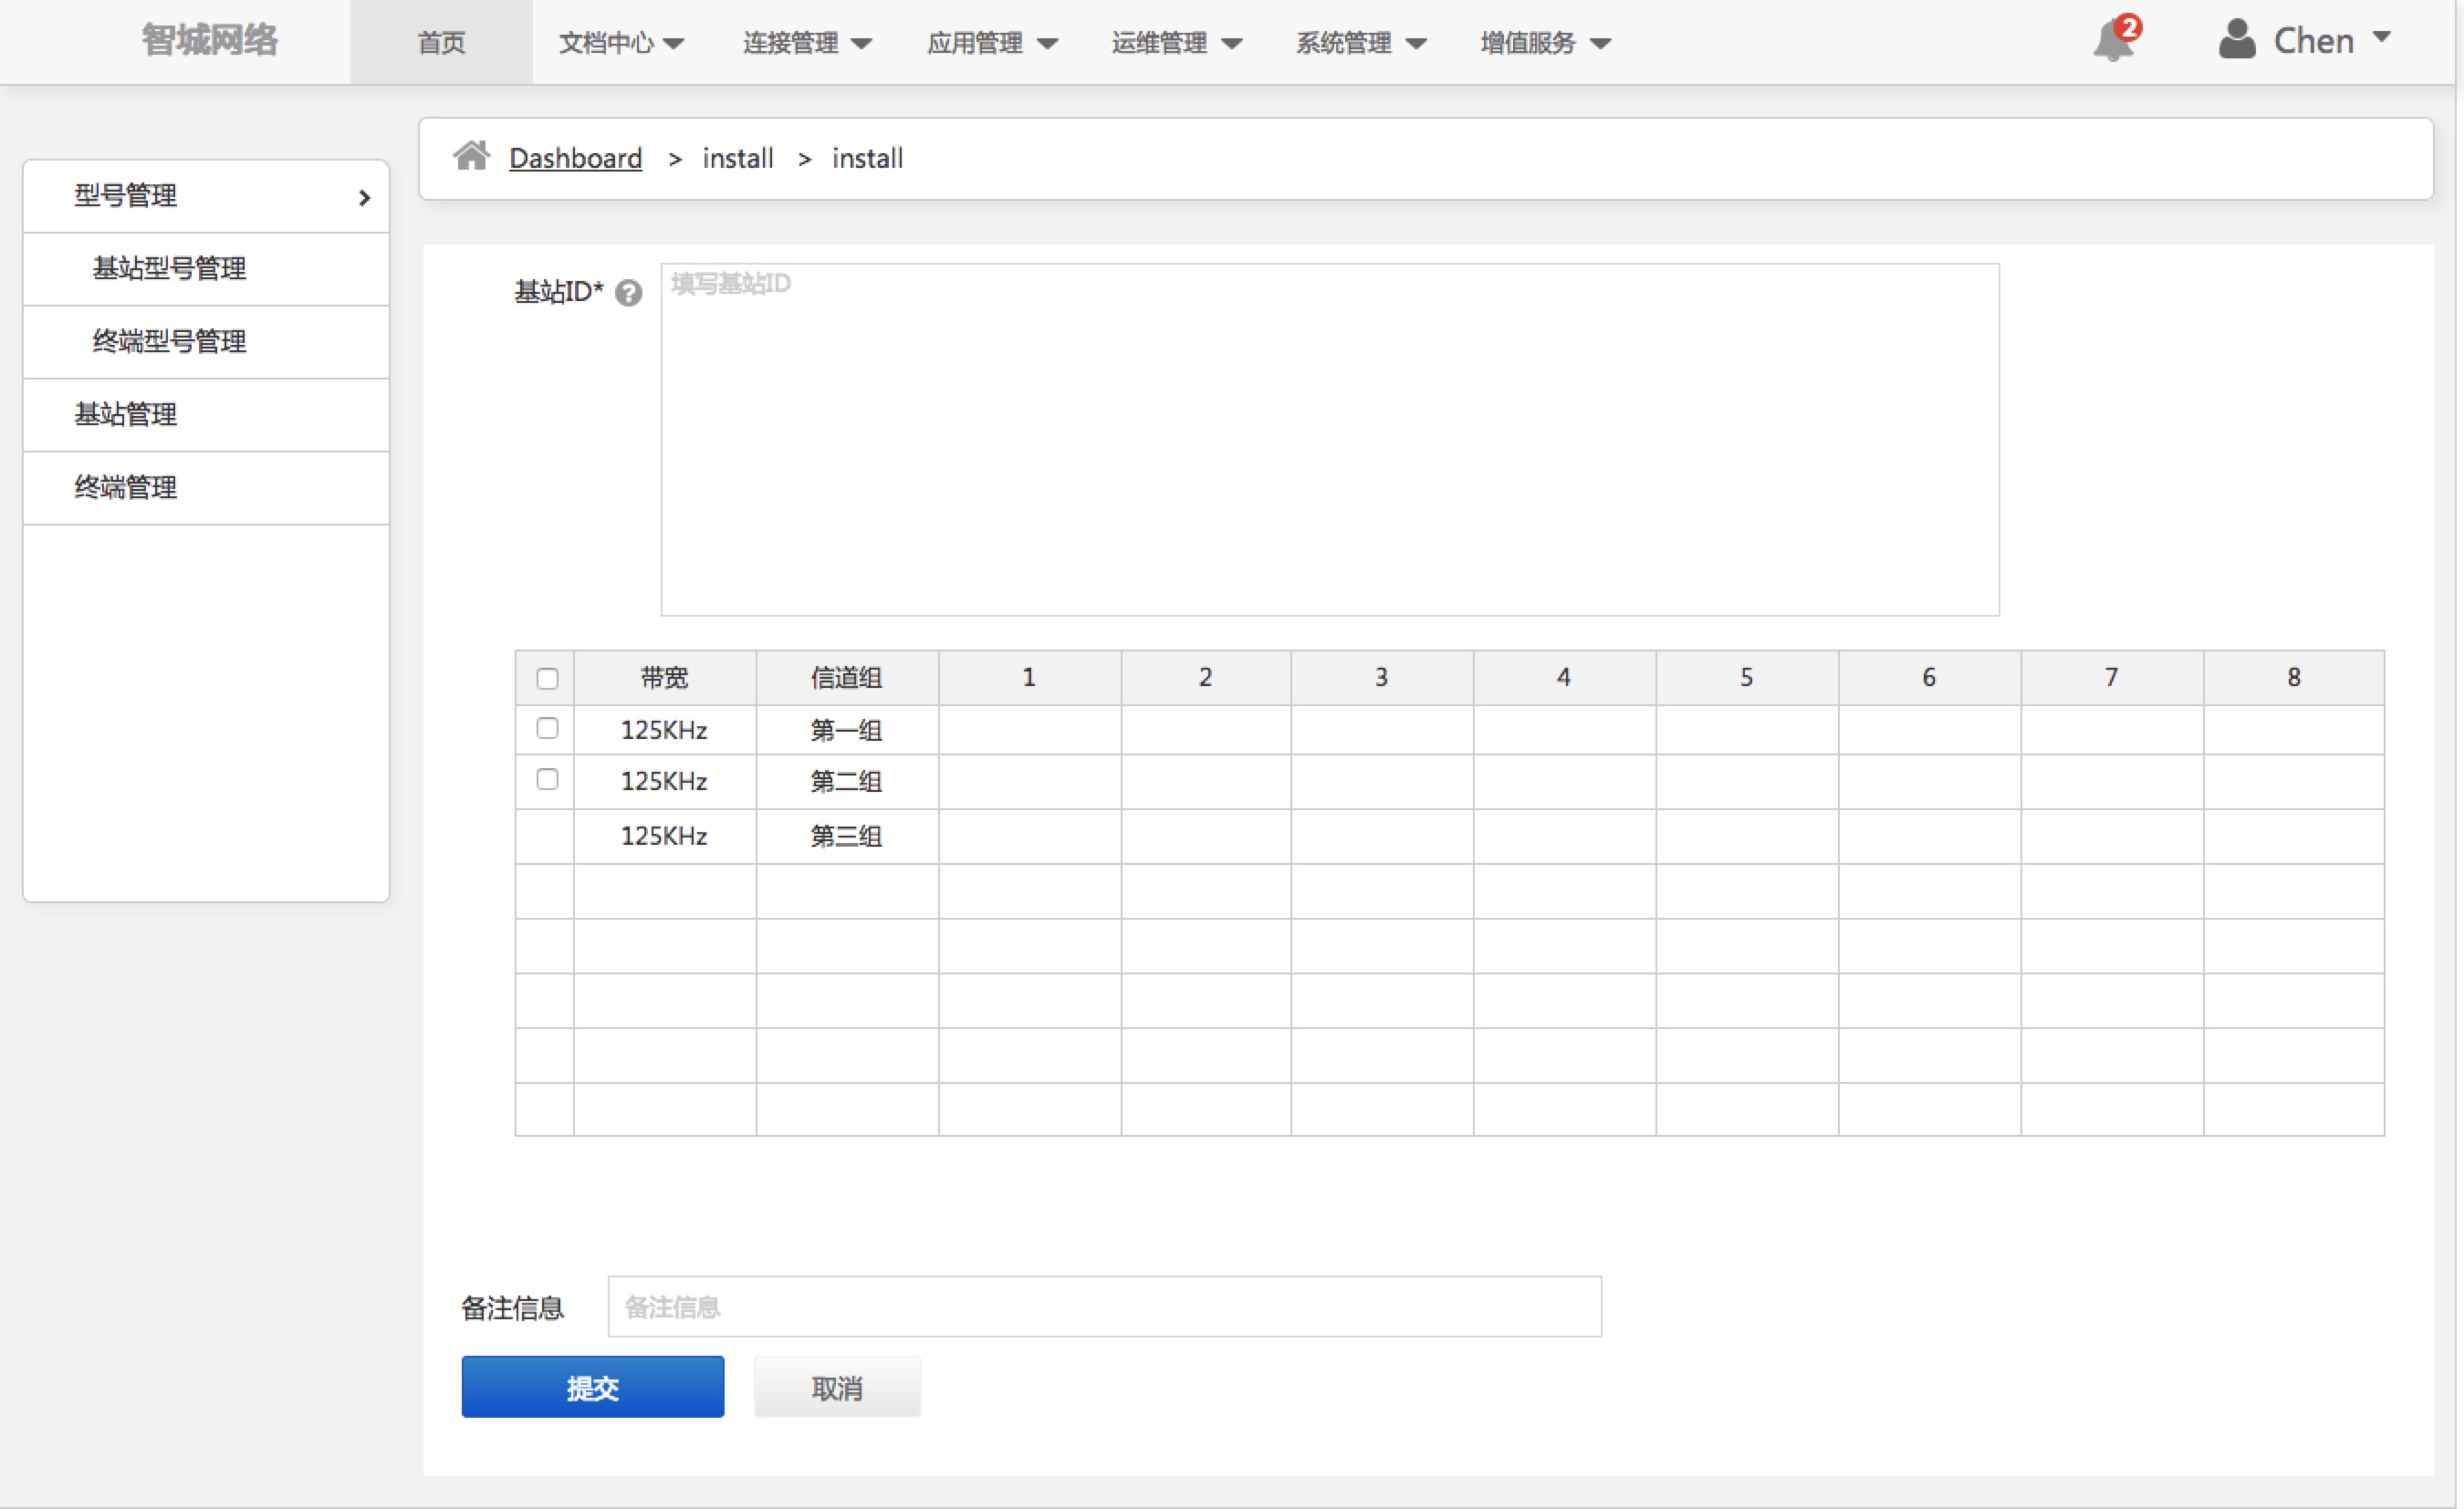 智城网络 首页 文档中心 连接管理 应用管理 运维管理 系统管理 增值服务 2 Chen
Dashboard > install > install
型号管理
基站型号管理
终端型号管理
基站管理
终端管理
基站ID* ? 填写基站ID
带宽 信道组 1 2 3 4 5 6 7 8
125KHz 第一组
125KHz 第二组
125KHz 第三组
备注信息 备注信息
提交 取消